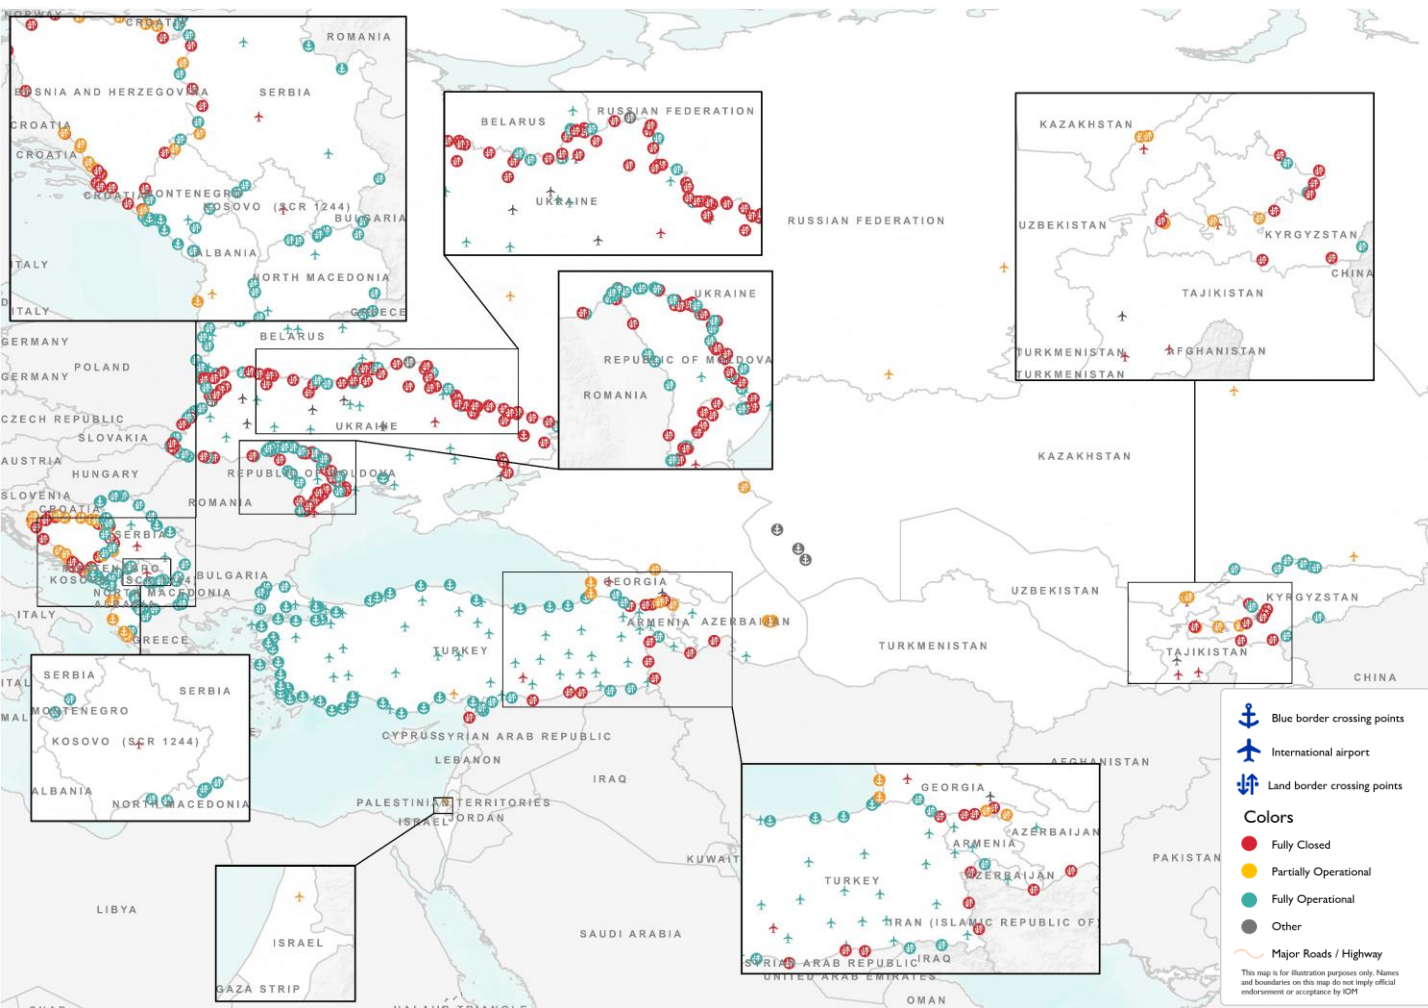 NORWAY
CROATIA
ROMANIA
BOSNIA AND HERZEGOVINA
SERBIA
CROATIA
CROATIA
CROATIA
MONTENEGRO
KOSOVO (SCR 1244)
BULGARIA
ITALY
ALBANIA
NORTH MACEDONIA
ITALY
GREECE
BELARUS
RUSSIAN FEDERATION
UKRAINE
RUSSIAN FEDERATION
KAZAKHSTAN
UZBEKISTAN
KYRGYZSTAN
CHINA
TAJIKISTAN
TURKMENISTAN
AFGHANISTAN
TURKMENISTAN
UKRAINE
REPUBLIC OF MOLDOVA
ROMANIA
GERMANY
BELARUS
POLAND
GERMANY
CZECH REPUBLIC
SLOVAKIA
UKRAINE
AUSTRIA
HUNGARY
REPUBLIC OF MOLDOVA
KAZAKHSTAN
SLOVENIA
ROMANIA
CROATIA
SERBIA
MONTENEGRO
KOSOVO (SCR 1244)
BULGARIA
NORTH MACEDONIA
ALBANIA
ITALY
GREECE
GEORGIA
ARMENIA
AZERBAIJAN
UZBEKISTAN
KYRGYZSTAN
TURKEY
TURKMENISTAN
TAJIKISTAN
CHINA
SERBIA
SERBIA
MONTENEGRO
KOSOVO (SCR 1244)
ALBANIA
NORTH MACEDONIA
CYPRUS
SYRIAN ARAB REPUBLIC
LEBANON
IRAQ
AFGHANISTAN
PALESTINIAN TERRITORIES
ISRAEL
JORDAN
KUWAIT
PAKISTAN
LIBYA
SAUDI ARABIA
ISRAEL
GAZA STRIP
GEORGIA
AZERBAIJAN
ARMENIA
TURKEY
AZERBAIJAN
IRAN (ISLAMIC REPUBLIC OF)
SYRIAN ARAB REPUBLIC
IRAQ
UNITED ARAB EMIRATES
OMAN
Blue border crossing points
International airport
Land border crossing points
Colors
Fully Closed
Partially Operational
Fully Operational
Other
Major Roads / Highway
This map is for illustration purposes only. Names
and boundaries on this map do not imply official
endorsement or acceptance by IOM